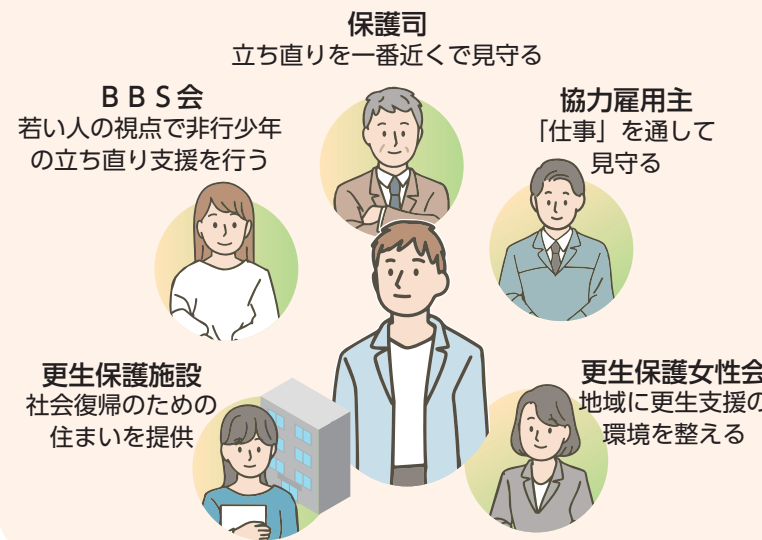 保護司
立ち直りを一番近くで見守る
ＢＢＳ会
若い人の視点で非行少年
の立ち直り支援を行う
協力雇用主
「仕事」を通して
見守る
更生保護施設
社会復帰のための
住まいを提供
更生保護女性会
地域に更生支援の
環境を整える